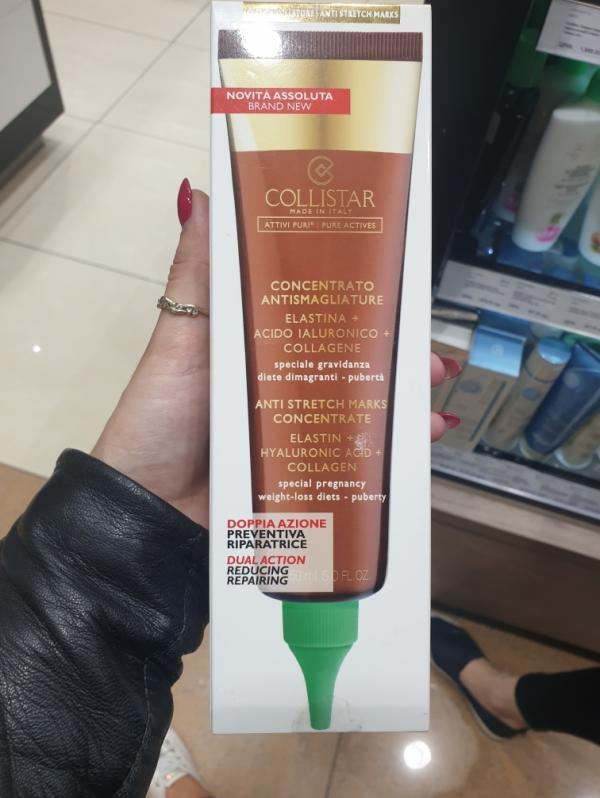 ANTI STRETCH MARKS
NOVITÀ ASSOLUTA
BRAND NEW
COLLISTAR
MADE IN ITALY
ATTIVI PURI® | PURE ACTIVES
CONCENTRATO
ANTISMAGLIATURE
ELASTINA +
ACIDO IALURONICO +
COLLAGENE
speciale gravidanza
diete dimagranti - pubertà
ANTI STRETCH MARKS
CONCENTRATE
ELASTIN +
HYALURONIC ACID +
COLLAGEN
special pregnancy
weight-loss diets - puberty
DOPPIA AZIONE
PREVENTIVA
RIPARATRICE
DUAL ACTION
REDUCING
REPAIRING
ml 5.0 FL.OZ.